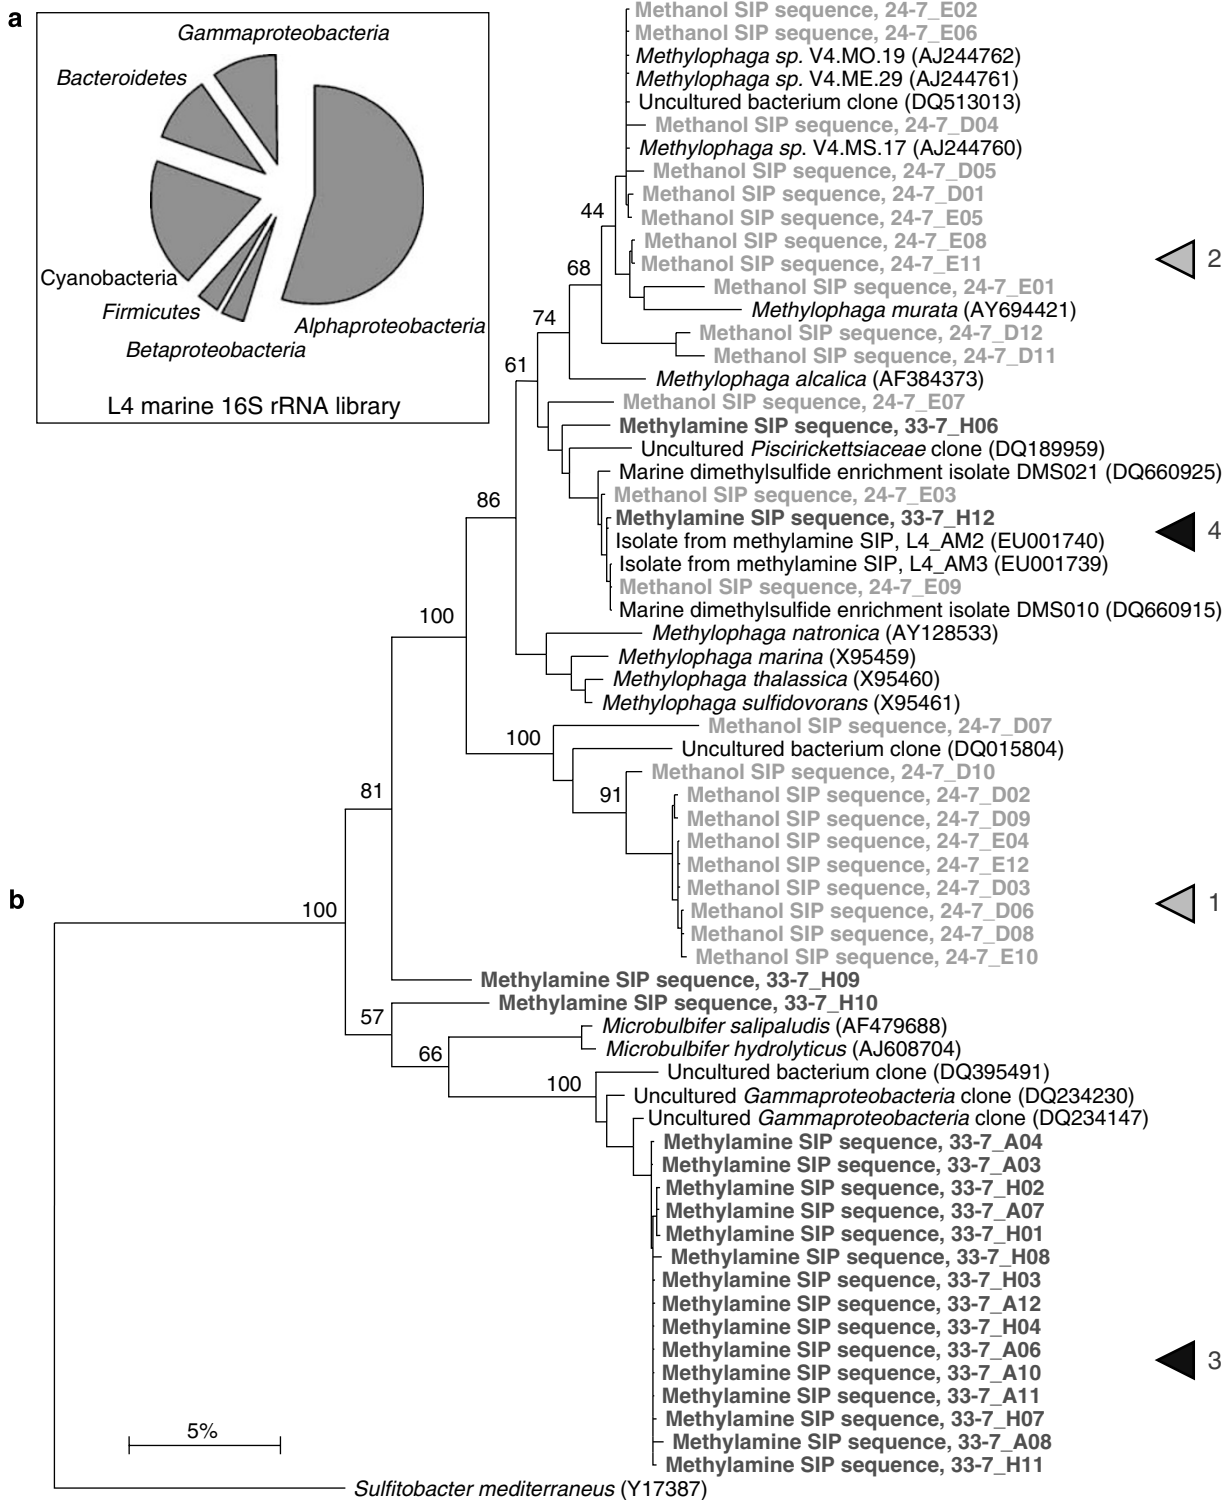 a
Gammaproteobacteria
Bacteroidetes
Cyanobacteria
Firmicutes
Betaproteobacteria
Alphaproteobacteria
L4 marine 16S rRNA library
b
Methanol SIP sequence, 24-7_E02
Methanol SIP sequence, 24-7_E06
Methylophaga sp. V4.MO.19 (AJ244762)
Methylophaga sp. V4.ME.29 (AJ244761)
Uncultured bacterium clone (DQ513013)
Methanol SIP sequence, 24-7_D04
Methylophaga sp. V4.MS.17 (AJ244760)
Methanol SIP sequence, 24-7_D05
Methanol SIP sequence, 24-7_D01
44
Methanol SIP sequence, 24-7_E05
Methanol SIP sequence, 24-7_E08
2
Methanol SIP sequence, 24-7_E11
68
Methanol SIP sequence, 24-7_E01
Methylophaga murata (AY694421)
74
Methanol SIP sequence, 24-7_D12
Methanol SIP sequence, 24-7_D11
61
Methylophaga alcalica (AF384373)
Methanol SIP sequence, 24-7_E07
Methylamine SIP sequence, 33-7_H06
Uncultured Piscirickettsiaceae clone (DQ189959)
Marine dimethylsulfide enrichment isolate DMS021 (DQ660925)
Methanol SIP sequence, 24-7_E03
86
Methylamine SIP sequence, 33-7_H12
4
Isolate from methylamine SIP, L4_AM2 (EU001740)
Isolate from methylamine SIP, L4_AM3 (EU001739)
Methanol SIP sequence, 24-7_E09
Marine dimethylsulfide enrichment isolate DMS010 (DQ660915)
100
Methylophaga natronica (AY128533)
Methylophaga marina (X95459)
Methylophaga thalassica (X95460)
Methylophaga sulfidovorans (X95461)
Methanol SIP sequence, 24-7_D07
100
Uncultured bacterium clone (DQ015804)
Methanol SIP sequence, 24-7_D10
81
91
Methanol SIP sequence, 24-7_D02
Methanol SIP sequence, 24-7_D09
Methanol SIP sequence, 24-7_E04
Methanol SIP sequence, 24-7_E12
Methanol SIP sequence, 24-7_D03
1
Methanol SIP sequence, 24-7_D06
100
Methanol SIP sequence, 24-7_D08
Methanol SIP sequence, 24-7_E10
Methylamine SIP sequence, 33-7_H09
Methylamine SIP sequence, 33-7_H10
57
Microbulbifer salipaludis (AF479688)
Microbulbifer hydrolyticus (AJ608704)
66
Uncultured bacterium clone (DQ395491)
100
Uncultured Gammaproteobacteria clone (DQ234230)
Uncultured Gammaproteobacteria clone (DQ234147)
Methylamine SIP sequence, 33-7_A04
Methylamine SIP sequence, 33-7_A03
Methylamine SIP sequence, 33-7_H02
Methylamine SIP sequence, 33-7_A07
Methylamine SIP sequence, 33-7_H01
Methylamine SIP sequence, 33-7_H08
Methylamine SIP sequence, 33-7_H03
Methylamine SIP sequence, 33-7_A12
Methylamine SIP sequence, 33-7_H04
Methylamine SIP sequence, 33-7_A06
3
Methylamine SIP sequence, 33-7_A10
Methylamine SIP sequence, 33-7_A11
Methylamine SIP sequence, 33-7_H07
5%
Methylamine SIP sequence, 33-7_A08
Methylamine SIP sequence, 33-7_H11
Sulfitobacter mediterraneus (Y17387)